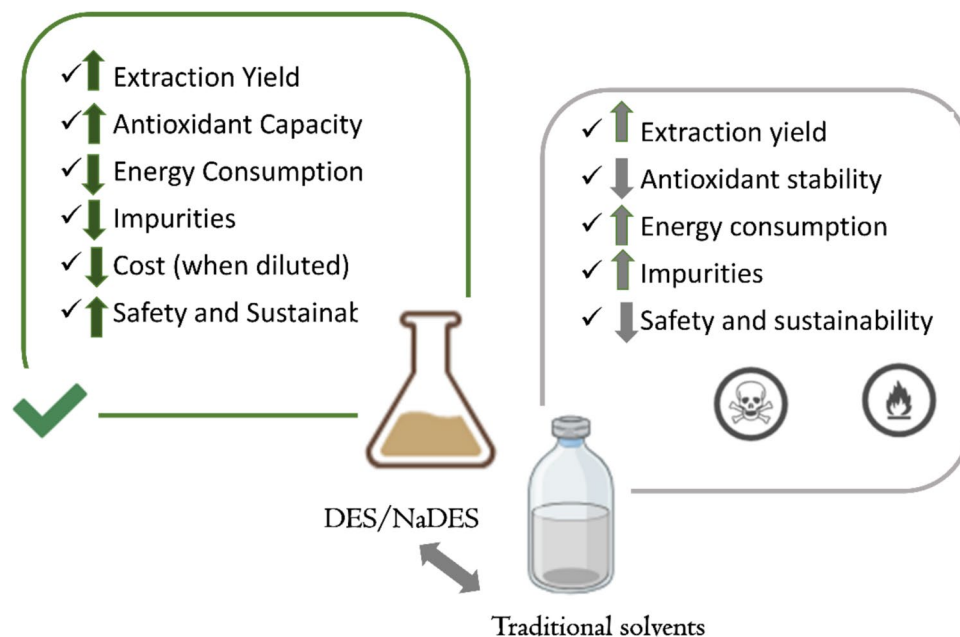 Extraction Yield
Antioxidant Capacity
Energy Consumption
Impurities
Cost (when diluted)
Safety and Sustainab
Extraction yield
Antioxidant stability
Energy consumption
Impurities
Safety and sustainability
DES/NaDES
Traditional solvents